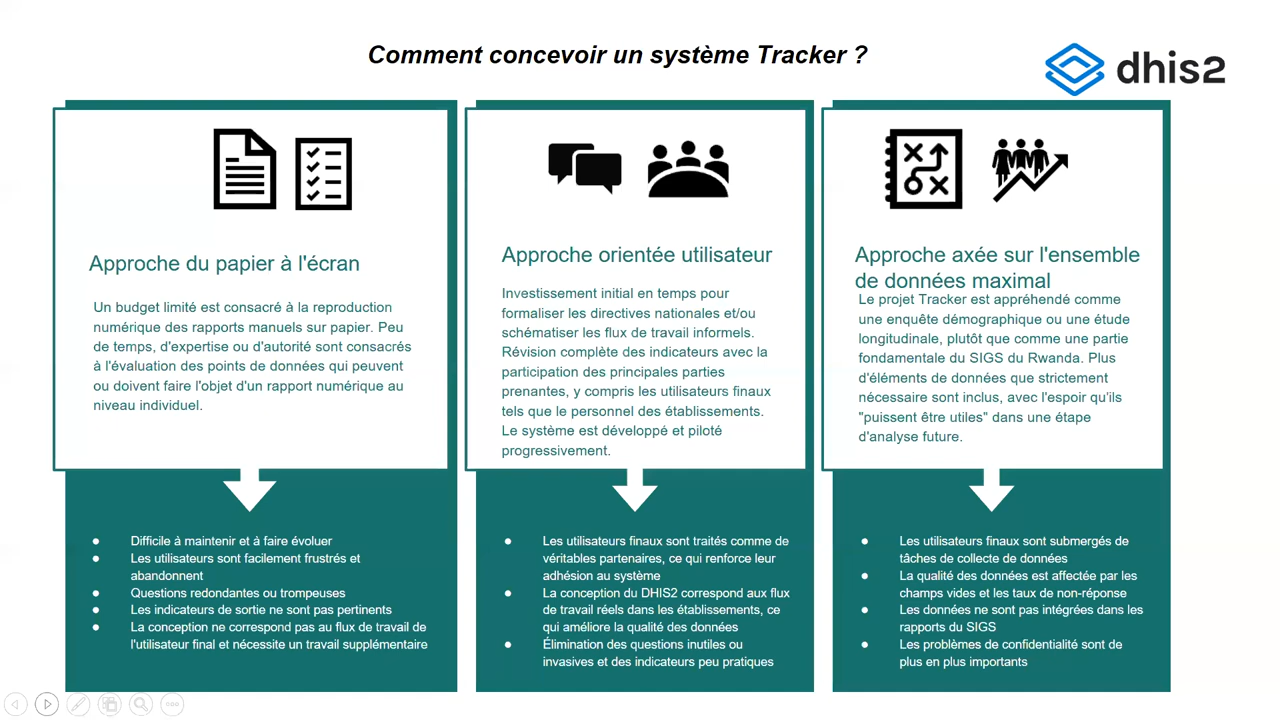 Comment concevoir un système Tracker ?
dhis2
Approche du papier à l'écran
Un budget limité est consacré à la reproduction
numérique des rapports manuels sur papier. Peu
de temps, d'expertise ou d'autorité sont consacrés
à l'évaluation des points de données qui peuvent
ou doivent faire l'objet d'un rapport numérique au
niveau individuel.
● Difficile à maintenir et à faire évoluer
● Les utilisateurs sont facilement frustrés et
abandonnent
● Questions redondantes ou trompeuses
● Les indicateurs de sortie ne sont pas pertinents
● La conception ne correspond pas au flux de travail de
l'utilisateur final et nécessite un travail supplémentaire
Approche orientée utilisateur
Investissement initial en temps pour
formaliser les directives nationales et/ou
schématiser les flux de travail informels.
Révision complète des indicateurs avec la
participation des principales parties
prenantes, y compris les utilisateurs finaux
tels que le personnel des établissements.
Le système est développé et piloté
progressivement.
● Les utilisateurs finaux sont traités comme de
véritables partenaires, ce qui renforce leur
adhésion au système
● La conception du DHIS2 correspond aux flux
de travail réels dans les établissements, ce
qui améliore la qualité des données
● Élimination des questions inutiles ou
invasives et des indicateurs peu pratiques
Approche axée sur l'ensemble
de données maximal
Le projet Tracker est appréhendé comme
une enquête démographique ou une étude
longitudinale, plutôt que comme une partie
fondamentale du SIGS du Rwanda. Plus
d'éléments de données que strictement
nécessaire sont inclus, avec l'espoir qu'ils
"puissent être utiles" dans une étape
d'analyse future.
● Les utilisateurs finaux sont submergés de
tâches de collecte de données
● La qualité des données est affectée par les
champs vides et les taux de non-réponse
● Les données ne sont pas intégrées dans les
rapports du SIGS
● Les problèmes de confidentialité sont de
plus en plus importants